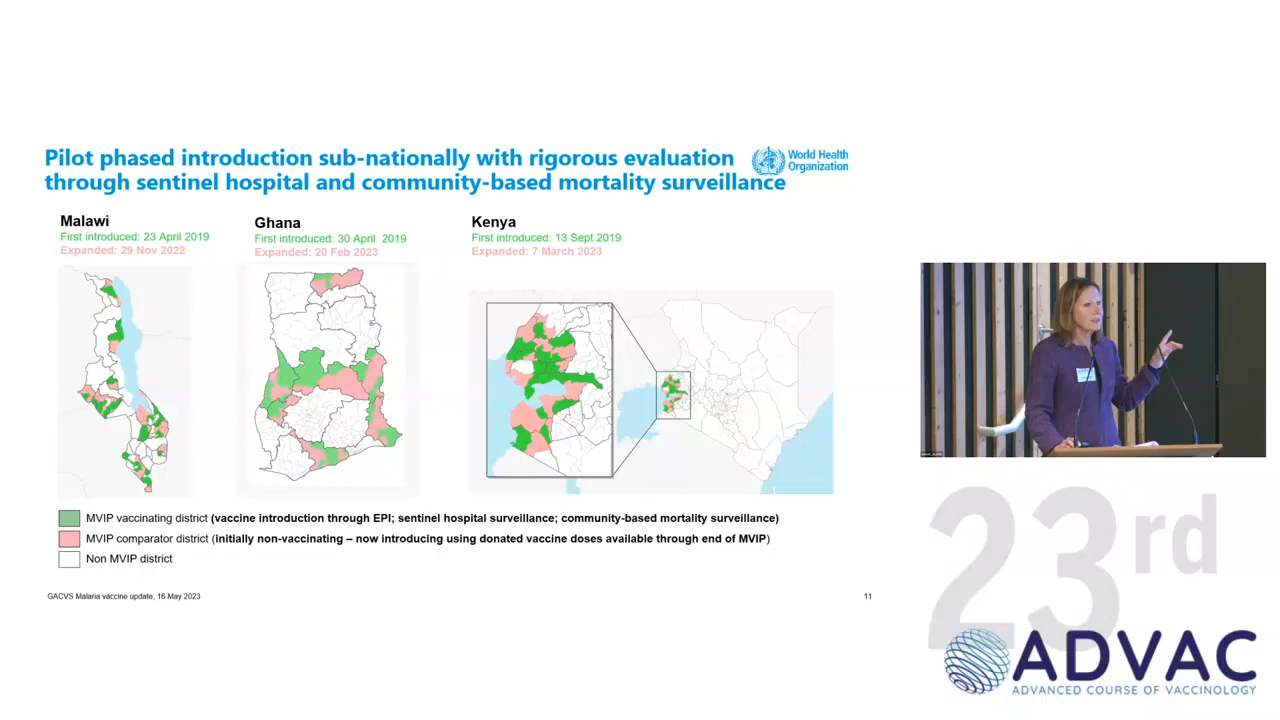 Pilot phased introduction sub-nationally with rigorous evaluation
through sentinel hospital and community-based mortality surveillance
World Health
Organization
Malawi
First introduced: 23 April 2019
Expanded: 29 Nov 2022
Ghana
First introduced: 30 April 2019
Expanded: 20 Feb 2023
Kenya
First introduced: 13 Sept 2019
Expanded: 7 March 2023
MVIP vaccinating district (vaccine introduction through EPI; sentinel hospital surveillance; community-based mortality surveillance)
MVIP comparator district (initially non-vaccinating – now introducing using donated vaccine doses available through end of MVIP)
Non MVIP district
GACVS Malaria vaccine update, 16 May 2023
11
23rd
ADVAC
ADVANCED COURSE OF VACCINOLOGY